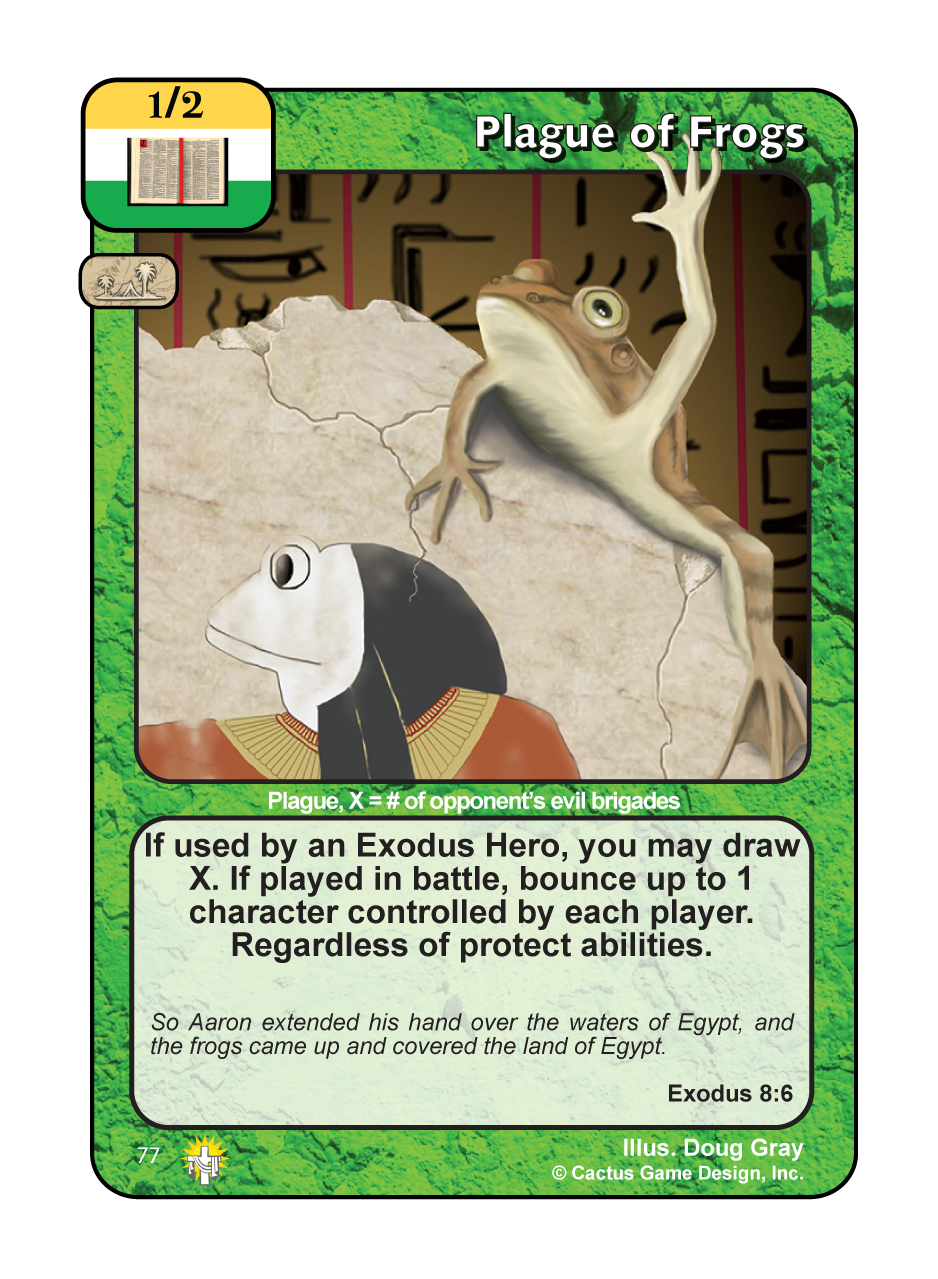 1/2
Plague of Frogs
Plague, X = # of opponent's evil brigades
If used by an Exodus Hero, you may draw
X. If played in battle, bounce up to 1
character controlled by each player.
Regardless of protect abilities.
So Aaron extended his hand over the waters of Egypt, and
the frogs came up and covered the land of Egypt.
Exodus 8:6
77
Illus. Doug Gray
© Cactus Game Design, Inc.